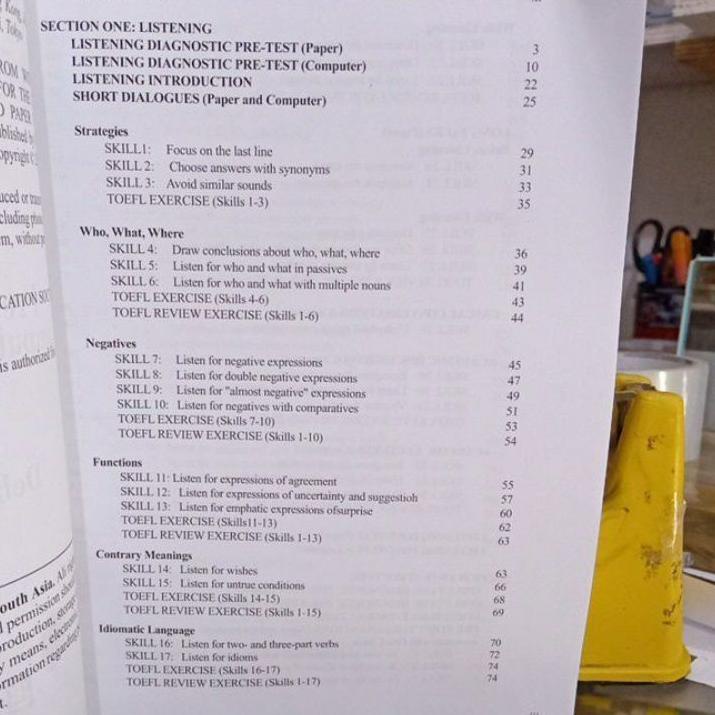 SECTION ONE: LISTENING
LISTENING DIAGNOSTIC PRE-TEST (Paper) 3
LISTENING DIAGNOSTIC PRE-TEST (Computer) 10
LISTENING INTRODUCTION 22
SHORT DIALOGUES (Paper and Computer) 25
Strategies
SKILL1: Focus on the last line 29
SKILL 2: Choose answers with synonyms 31
SKILL 3: Avoid similar sounds 33
TOEFL EXERCISE (Skills 1-3) 35
Who, What, Where
SKILL 4: Draw conclusions about who, what, where 36
SKILL 5: Listen for who and what in passives 39
SKILL 6: Listen for who and what with multiple nouns 41
TOEFL EXERCISE (Skills 4-6) 43
TOEFL REVIEW EXERCISE (Skills 1-6) 44
Negatives
SKILL 7: Listen for negative expressions 45
SKILL 8: Listen for double negative expressions 47
SKILL 9: Listen for "almost negative" expressions 49
SKILL 10: Listen for negatives with comparatives 51
TOEFL EXERCISE (Skills 7-10) 53
TOEFL REVIEW EXERCISE (Skills 1-10) 54
Functions
SKILL 11: Listen for expressions of agreement 55
SKILL 12: Listen for expressions of uncertainty and suggestioh 57
SKILL 13: Listen for emphatic expressions ofsurprise 60
TOEFL EXERCISE (Skills11-13) 62
TOEFL REVIEW EXERCISE (Skills 1-13) 63
Contrary Meanings
SKILL 14: Listen for wishes 63
SKILL 15: Listen for untrue conditions 66
TOEFL EXERCISE (Skills 14-15) 68
TOEFL REVIEW EXERCISE (Skills 1-15) 69
Idiomatic Language
SKILL 16: Listen for two- and three-part verbs 70
SKILL 17: Listen for idioms 72
TOEFL EXERCISE (Skills 16-17) 74
TOEFL REVIEW EXERCISE (Skills 1-17) 74